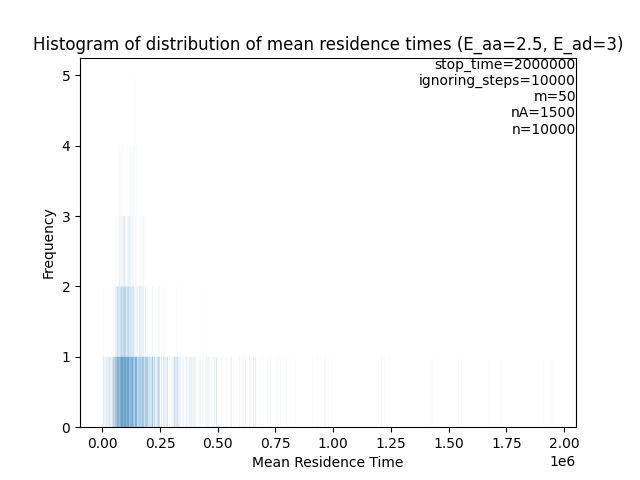 Histogram of distribution of mean residence times (E_aa=2.5, E_ad=3)
stop_time=2000000
ignoring_steps=10000
m=50
nA=1500
n=10000
Frequency
5
4
3
2
1
0
0.00 0.25 0.50 0.75 1.00 1.25 1.50 1.75 2.00
1e6
Mean Residence Time